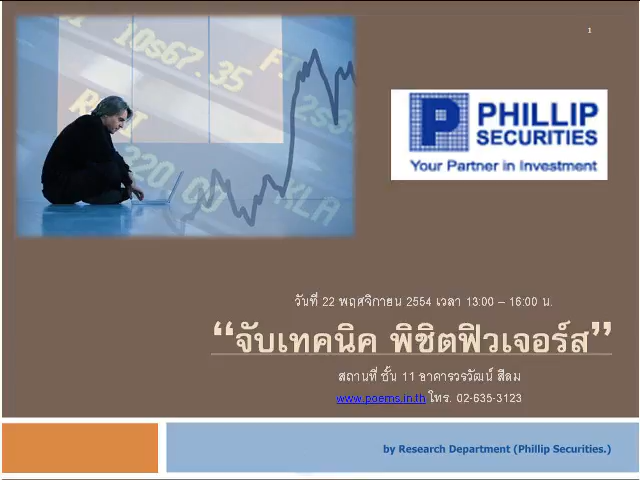 1
10s67.35
PHILLIP
SECURITIES
Your Partner in Investment
KLA
วันที่ 22 พฤศจิกายน 2554 เวลา 13:00 – 16:00 น.
“จับเทคนิค พิชิตฟิวเจอร์ส”
สถานที่ ชั้น 11 อาคารวรวัฒน์ สีลม
www.poems.in.th โทร. 02-635-3123
by Research Department (Phillip Securities.)